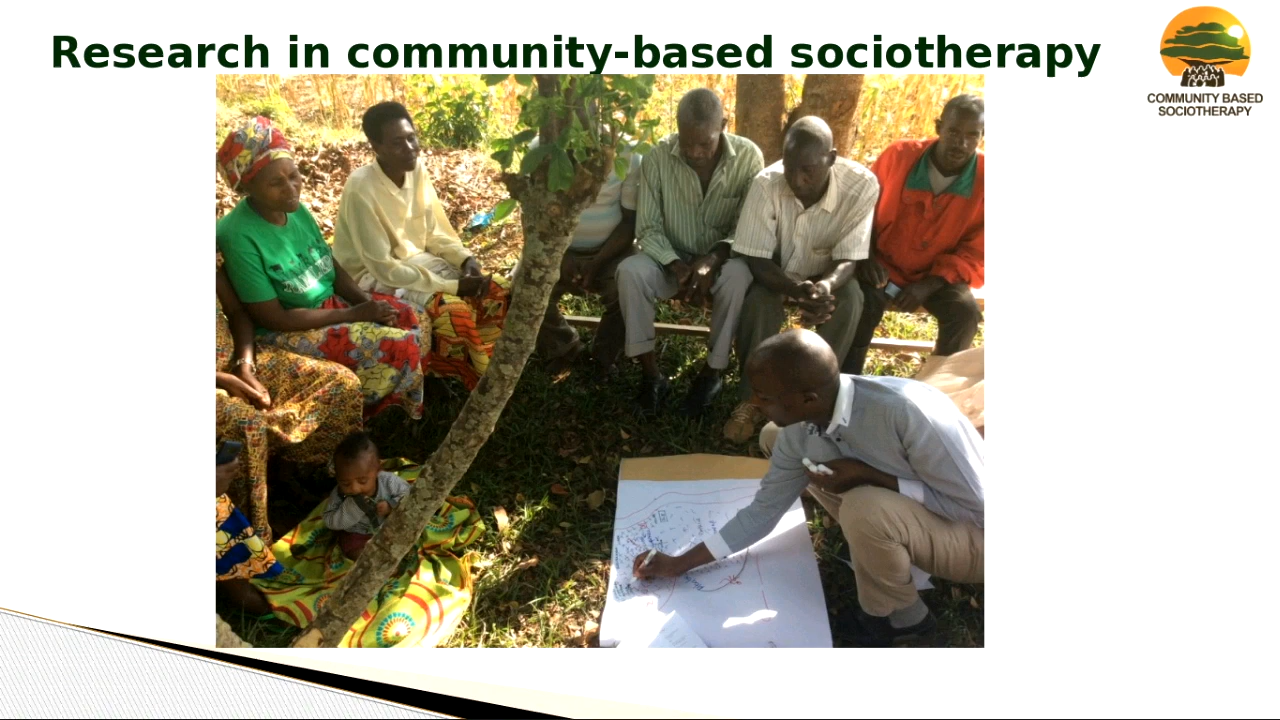 Research in community-based sociotherapy
COMMUNITY BASED
SOCIOTHERAPY